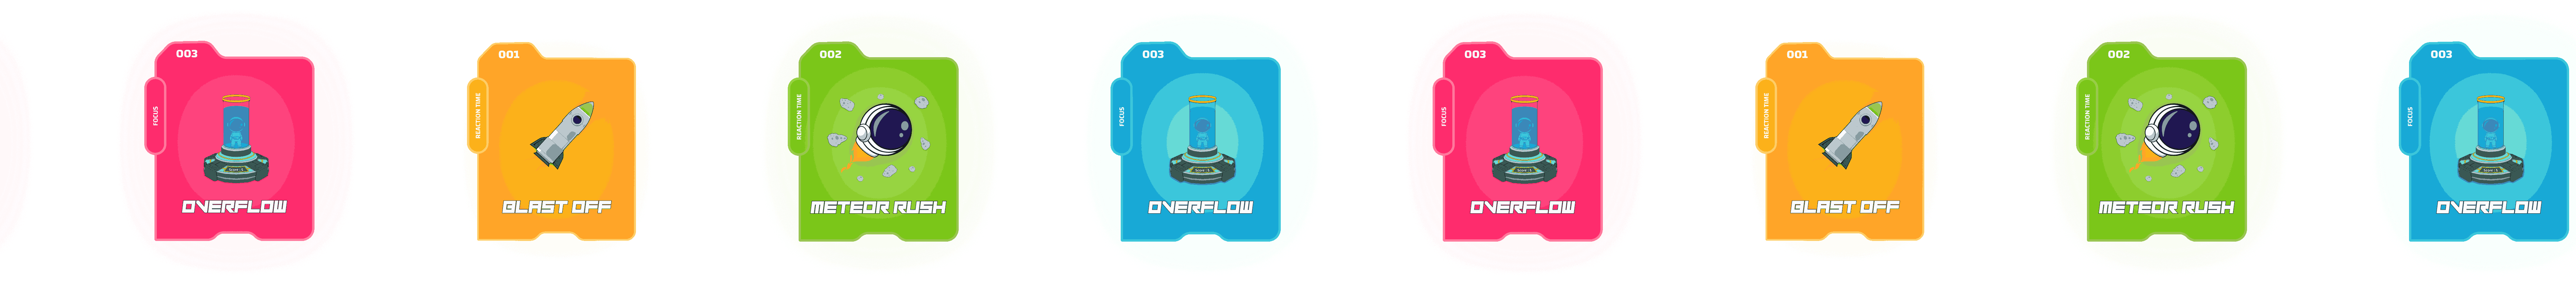 003
FOCUS
OVERFLOW
001
REACTION TIME
BLAST OFF
002
REACTION TIME
METEOR RUSH
003
FOCUS
OVERFLOW
003
FOCUS
OVERFLOW
001
REACTION TIME
BLAST OFF
002
REACTION TIME
METEOR RUSH
003
FOCUS
OVERFLOW